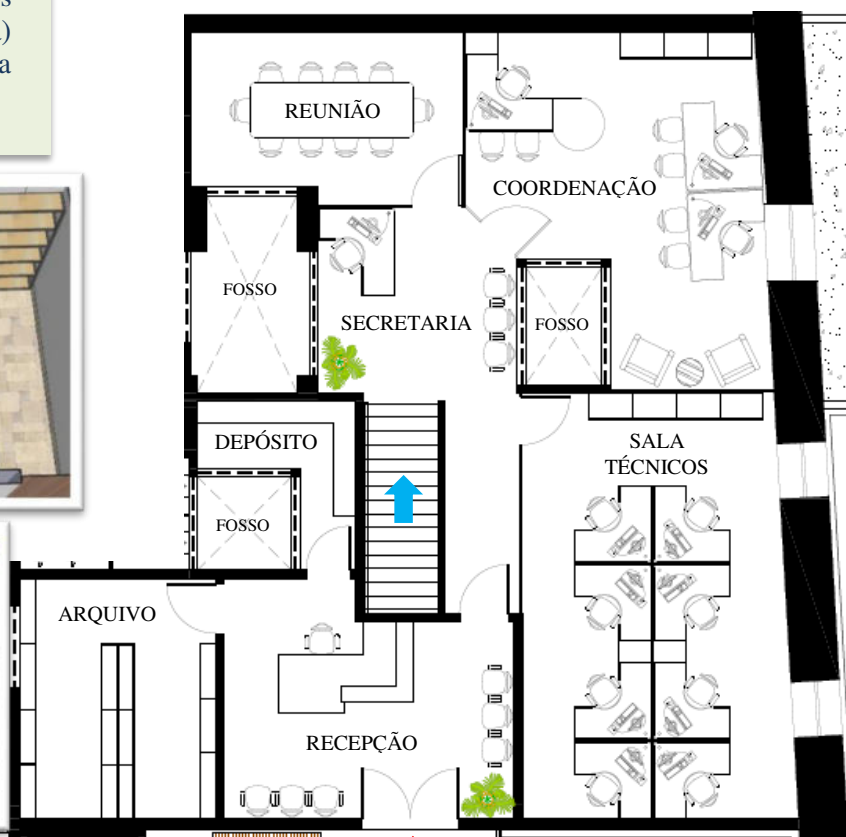 s
)
a
REUNIÃO
COORDENAÇÃO
FOSSO
SECRETARIA
FOSSO
DEPÓSITO
SALA
TÉCNICOS
FOSSO
ARQUIVO
RECEPÇÃO